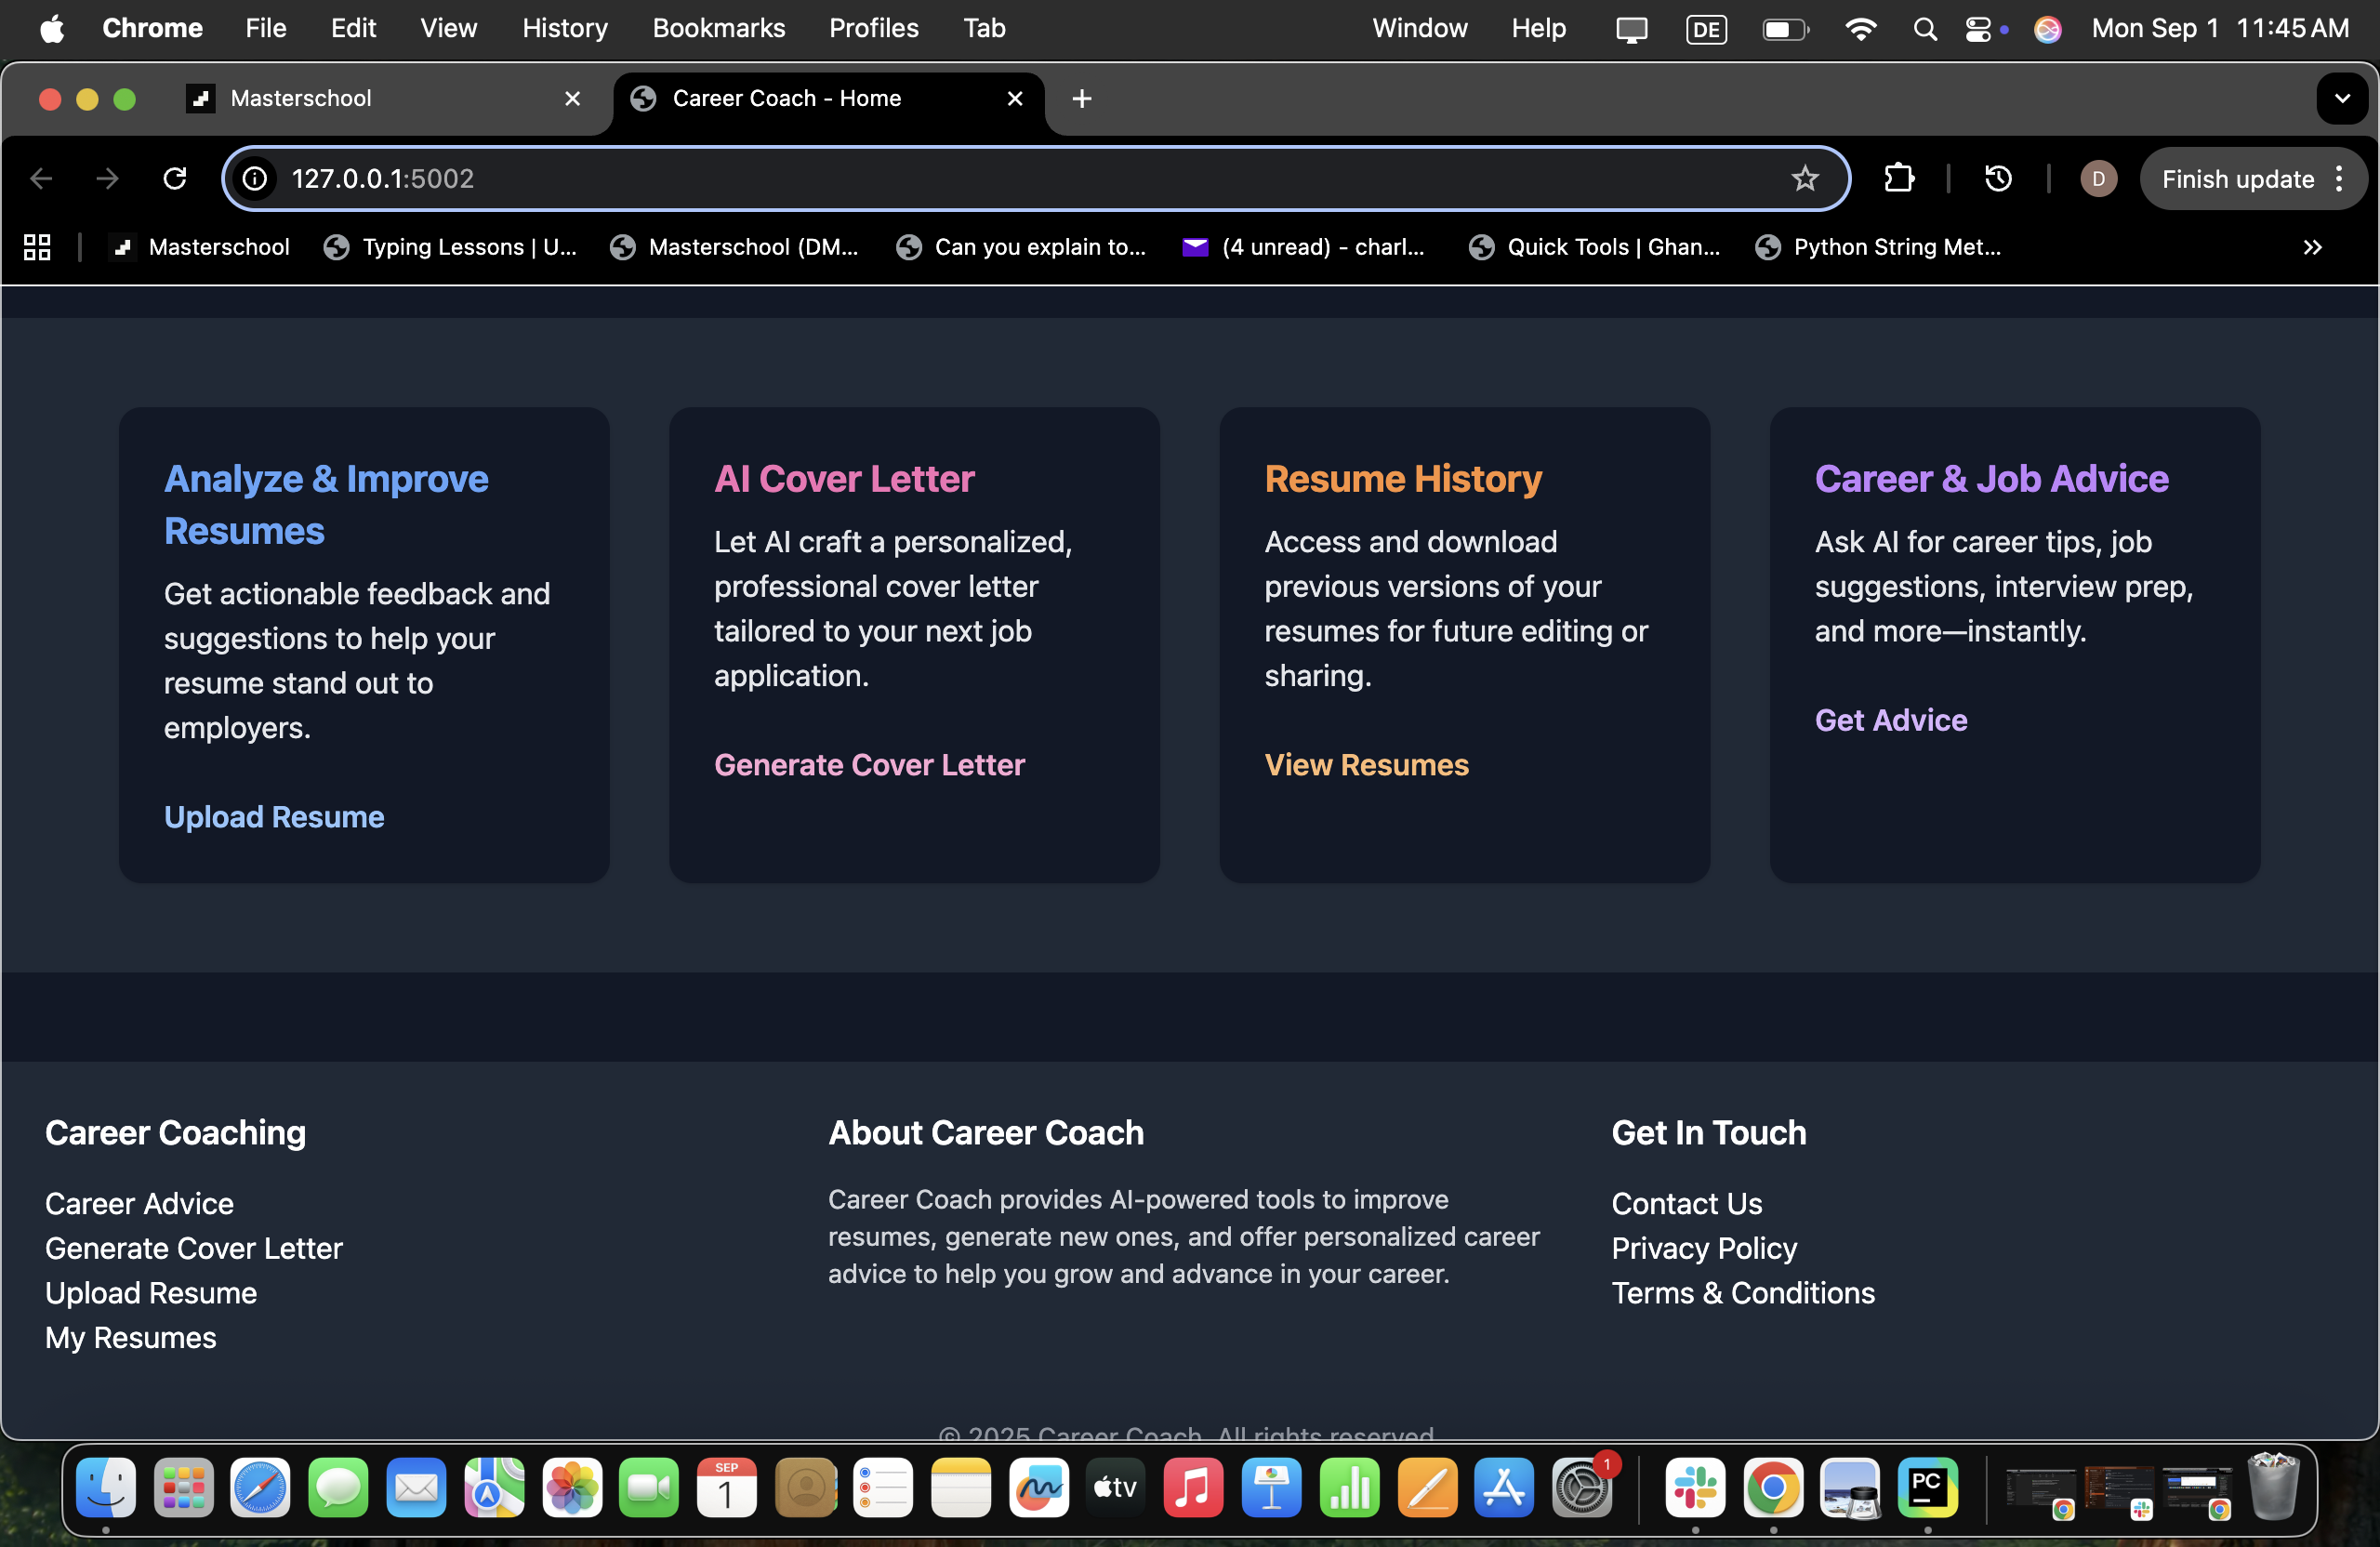 Chrome File Edit View History Bookmarks Profiles Tab Window Help DE Mon Sep 1 11:45 AM
Masterschool Career Coach - Home
127.0.0.1:5002 D Finish update
Masterschool Typing Lessons | U... Masterschool (DM... Can you explain to... (4 unread) - charl... Quick Tools | Ghan... Python String Met...
Analyze & Improve
Resumes
Get actionable feedback and
suggestions to help your
resume stand out to
employers.
Upload Resume
AI Cover Letter
Let AI craft a personalized,
professional cover letter
tailored to your next job
application.
Generate Cover Letter
Resume History
Access and download
previous versions of your
resumes for future editing or
sharing.
View Resumes
Career & Job Advice
Ask AI for career tips, job
suggestions, interview prep,
and more—instantly.
Get Advice
Career Coaching
Career Advice
Generate Cover Letter
Upload Resume
My Resumes
About Career Coach
Career Coach provides AI-powered tools to improve
resumes, generate new ones, and offer personalized career
advice to help you grow and advance in your career.
Get In Touch
Contact Us
Privacy Policy
Terms & Conditions
© 2025 Career Coach. All rights reserved
SEP
1
tv
1
PC